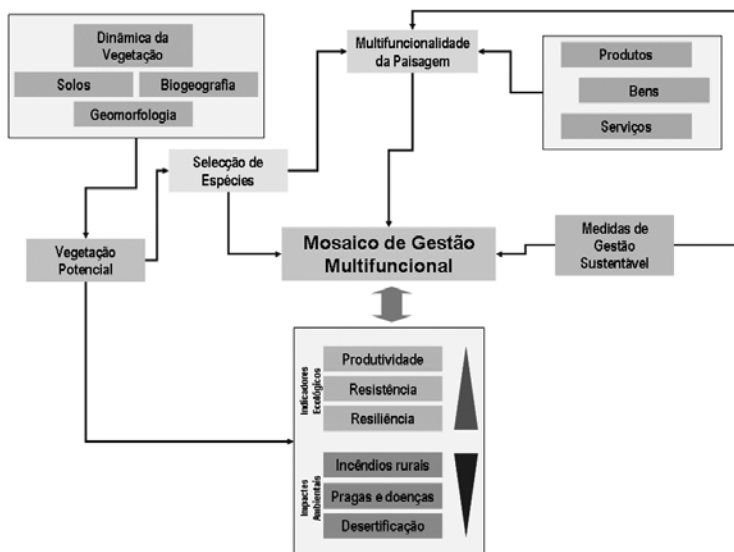 Dinâmica da
Vegetação
Solos
Biogeografia
Geomorfologia
Multifuncionalidade
da Paisagem
Produtos
Bens
Serviços
Selecção de
Espécies
Vegetação
Potencial
Mosaico de Gestão
Multifuncional
Medidas de
Gestão
Sustentável
Indicadores
Ecológicos
Produtividade
Resistência
Resiliência
Impactes
Ambientais
Incêndios rurais
Pragas e doenças
Desertificação